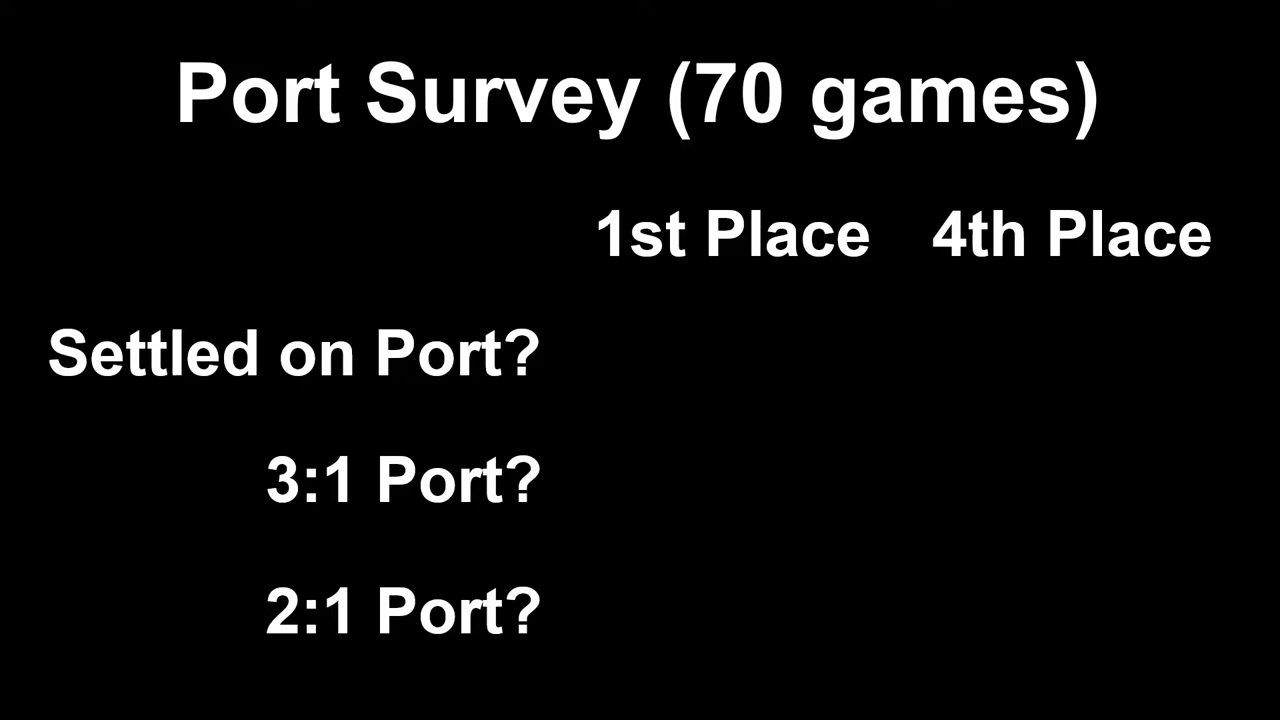 Port Survey (70 games)
1st Place 4th Place
Settled on Port?
3:1 Port?
2:1 Port?